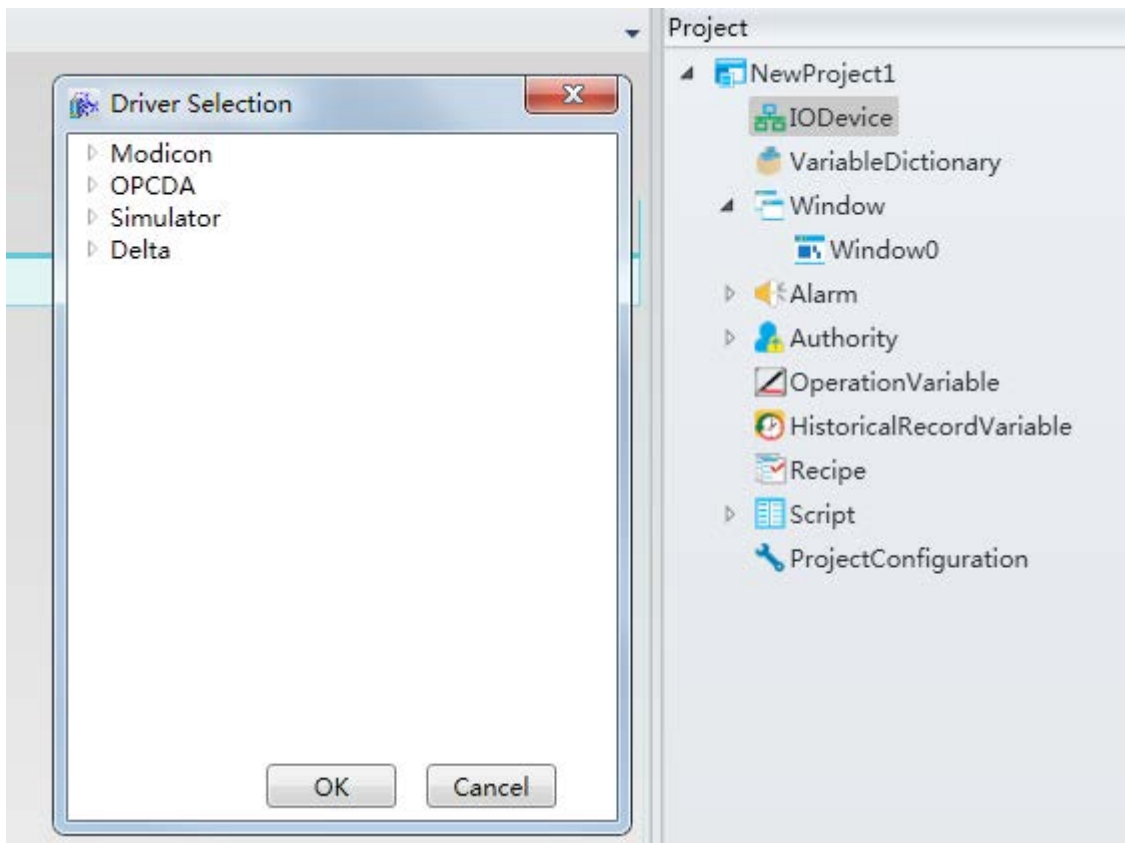 Driver Selection
Modicon
OPCDA
Simulator
Delta
OK
Cancel
Project
NewProject1
IODevice
VariableDictionary
Window
Window0
Alarm
Authority
OperationVariable
HistoricalRecordVariable
Recipe
Script
ProjectConfiguration